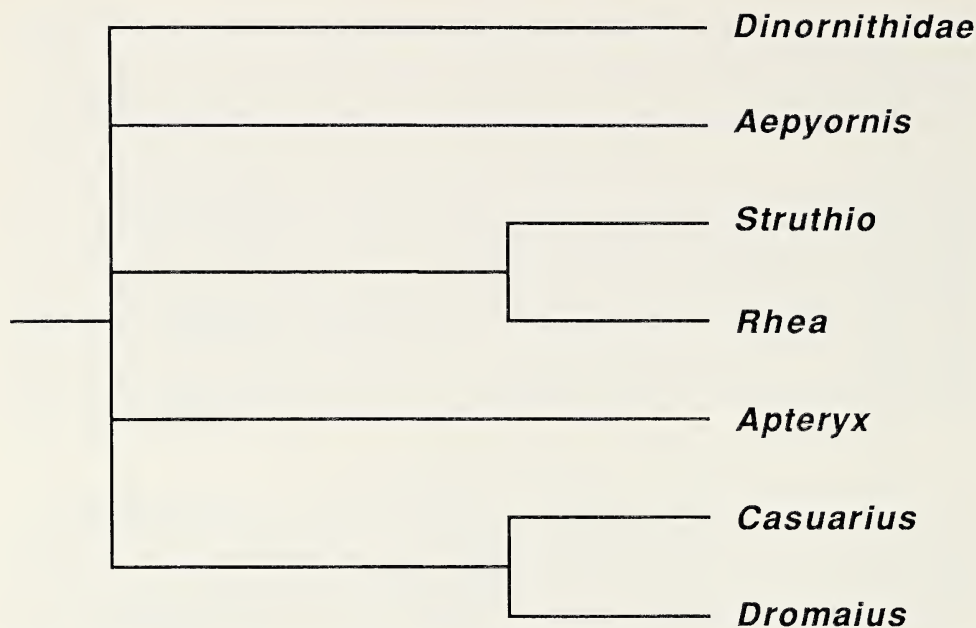 Dinornithidae
Aepyornis
Struthio
Rhea
Apteryx
Casuarius
Dromaius